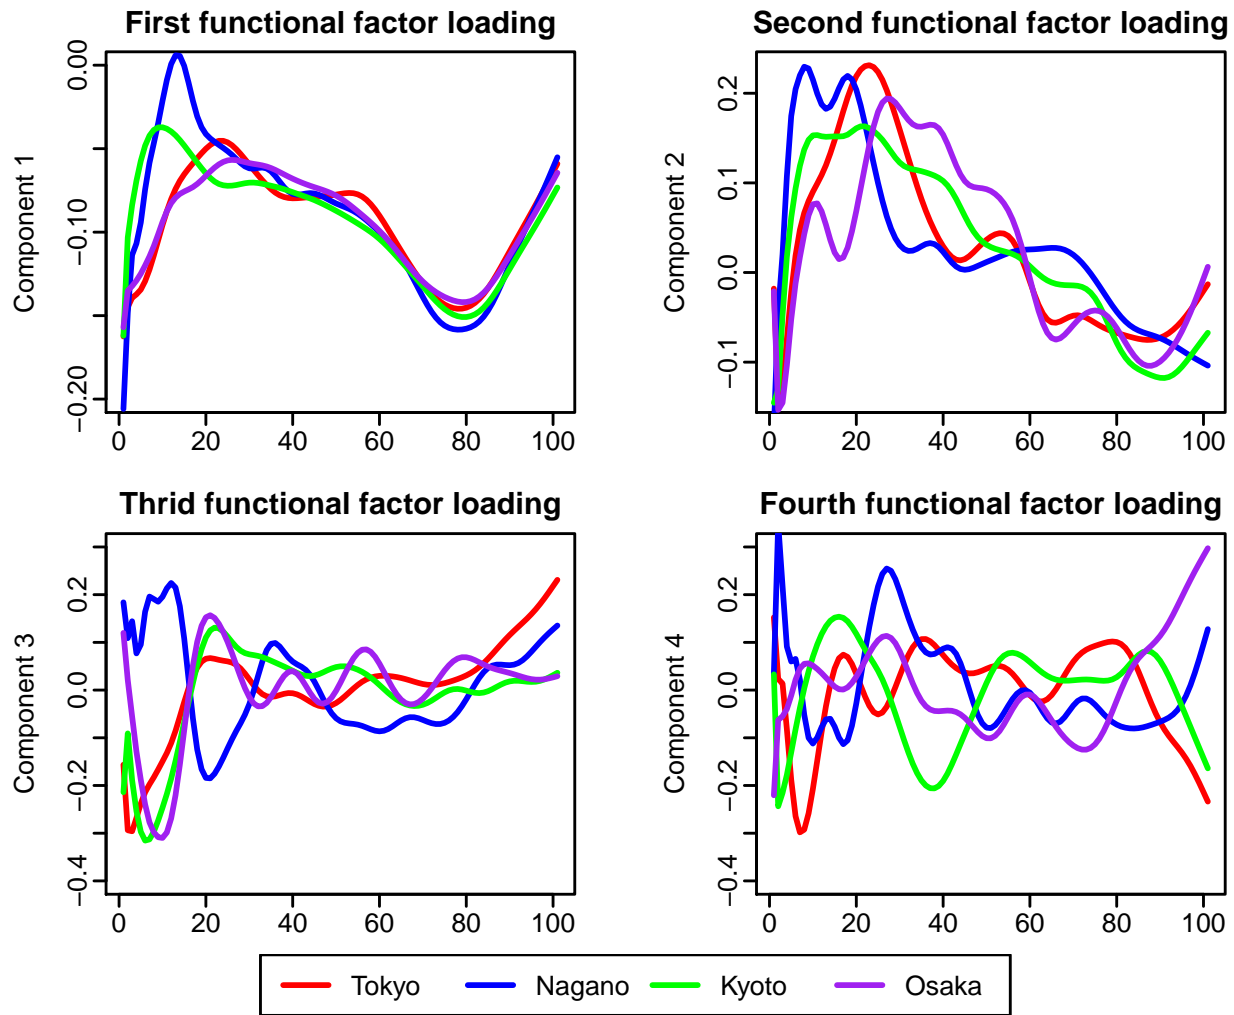 First functional factor loading
Second functional factor loading
Component 1
0.00
−0.10
−0.20
0 20 40 60 80 100
Component 2
0.2
0.1
0.0
−0.1
0 20 40 60 80 100
Thrid functional factor loading
Fourth functional factor loading
Component 3
0.2
0.0
−0.2
−0.4
0 20 40 60 80 100
Component 4
0.2
0.0
−0.2
−0.4
0 20 40 60 80 100
Tokyo Nagano Kyoto Osaka